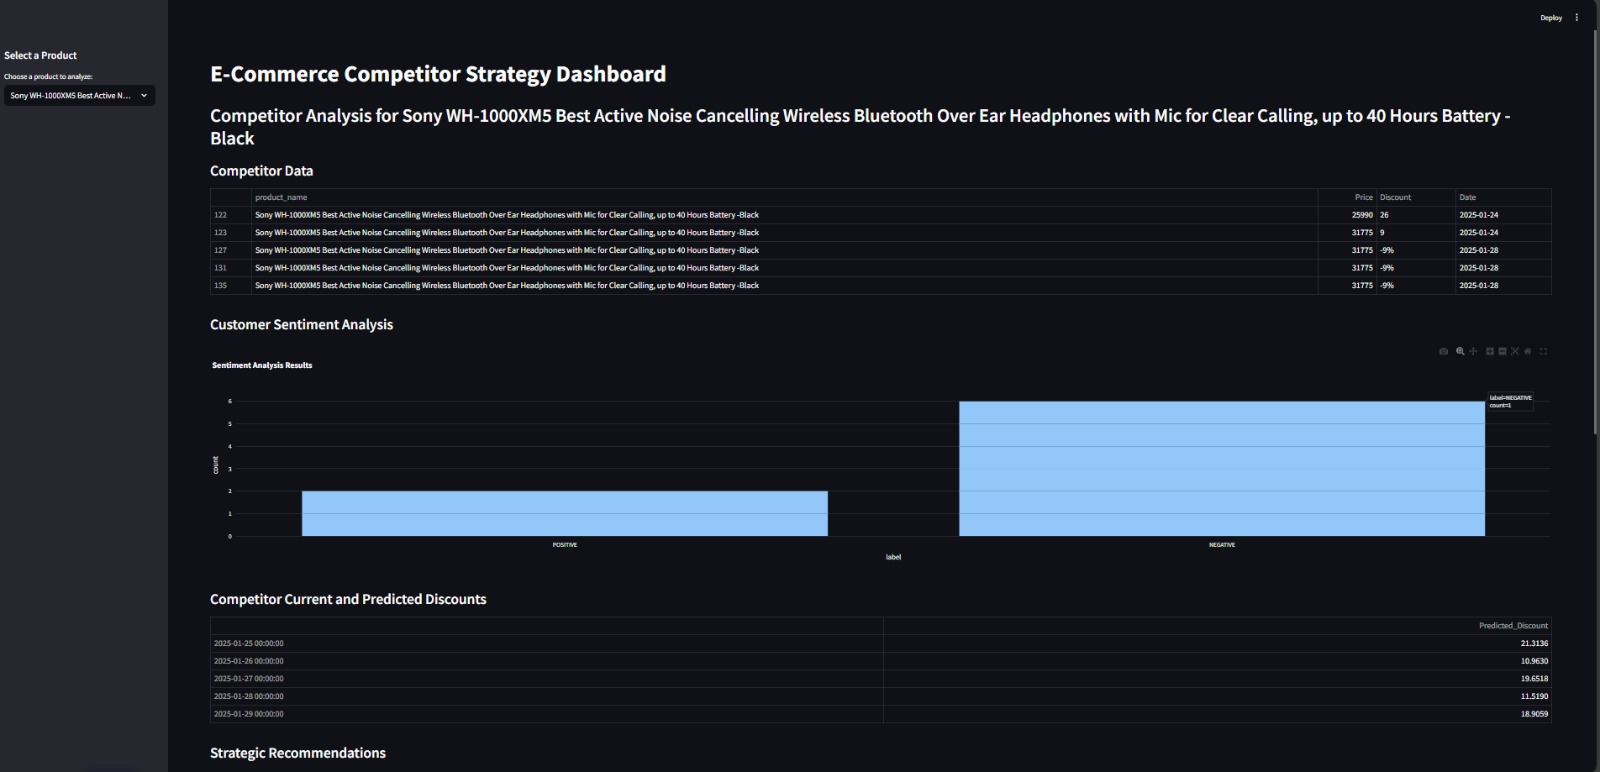 Deploy
Select a Product
Choose a product to analyze:
Sony WH-1000XM5 Best Active N...
E-Commerce Competitor Strategy Dashboard
Competitor Analysis for Sony WH-1000XM5 Best Active Noise Cancelling Wireless Bluetooth Over Ear Headphones with Mic for Clear Calling, up to 40 Hours Battery -
Black
Competitor Data
product_name Price Discount Date
122 Sony WH-1000XM5 Best Active Noise Cancelling Wireless Bluetooth Over Ear Headphones with Mic for Clear Calling, up to 40 Hours Battery -Black 25990 26 2025-01-24
123 Sony WH-1000XM5 Best Active Noise Cancelling Wireless Bluetooth Over Ear Headphones with Mic for Clear Calling, up to 40 Hours Battery -Black 31775 9 2025-01-24
127 Sony WH-1000XM5 Best Active Noise Cancelling Wireless Bluetooth Over Ear Headphones with Mic for Clear Calling, up to 40 Hours Battery -Black 31775 -9% 2025-01-28
131 Sony WH-1000XM5 Best Active Noise Cancelling Wireless Bluetooth Over Ear Headphones with Mic for Clear Calling, up to 40 Hours Battery -Black 31775 -9% 2025-01-28
135 Sony WH-1000XM5 Best Active Noise Cancelling Wireless Bluetooth Over Ear Headphones with Mic for Clear Calling, up to 40 Hours Battery -Black 31775 -9% 2025-01-28
Customer Sentiment Analysis
Sentiment Analysis Results
label=NEGATIVE
count=1
6
5
4
3
2
1
0
count
POSITIVE NEGATIVE
label
Competitor Current and Predicted Discounts
Predicted_Discount
2025-01-25 00:00:00 21.3136
2025-01-26 00:00:00 10.9630
2025-01-27 00:00:00 19.6518
2025-01-28 00:00:00 11.5190
2025-01-29 00:00:00 18.9059
Strategic Recommendations